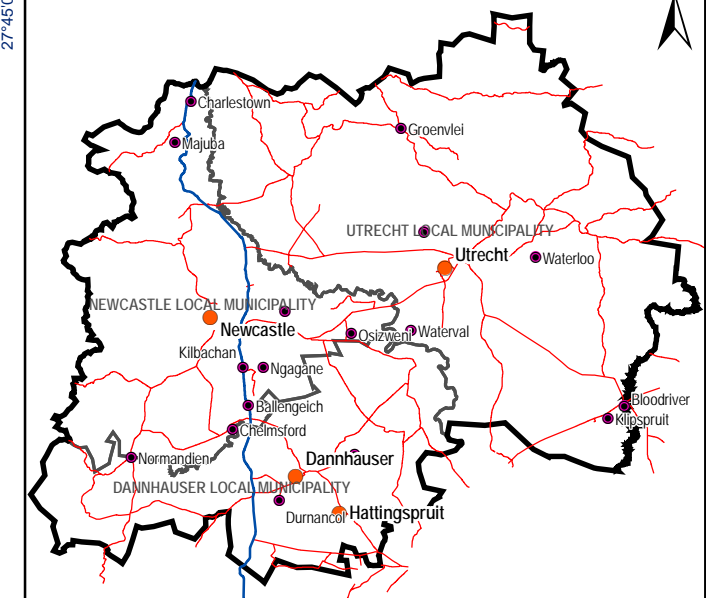 27°45'0
Charlestown
Groenvlei
Majuba
UTRECHT LOCAL MUNICIPALITY
Utrecht
Waterloo
NEWCASTLE LOCAL MUNICIPALITY
Newcastle
Osizweni
Waterval
Kilbachan
Ngagane
Ballengeich
Bloodriver
Klipspruit
Chelmsford
Normandien
Dannhauser
DANNHAUSER LOCAL MUNICIPALITY
Durnancol
Hattingspruit